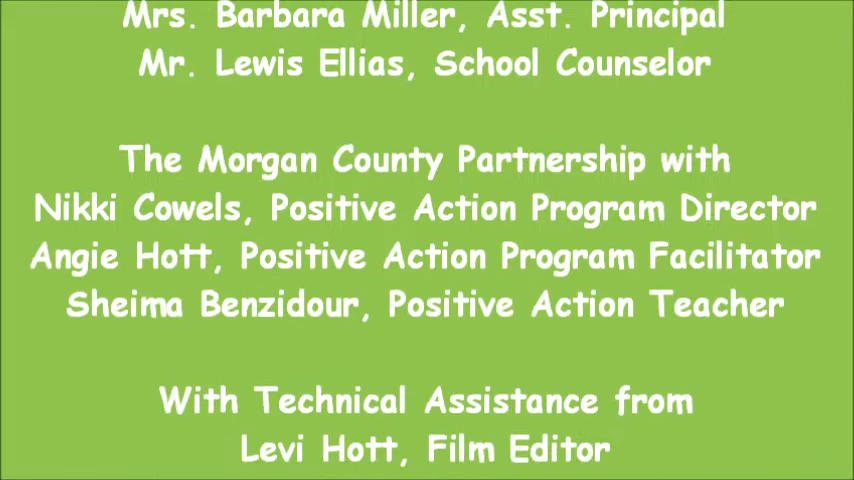 Mrs. Barbara Miller, Asst. Principal
Mr. Lewis Ellias, School Counselor
The Morgan County Partnership with
Nikki Cowels, Positive Action Program Director
Angie Hott, Positive Action Program Facilitator
Sheima Benzidour, Positive Action Teacher
With Technical Assistance from
Levi Hott, Film Editor